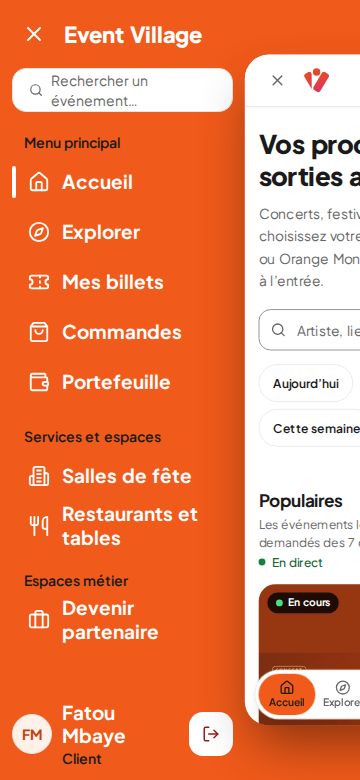 Event Village
Rechercher un
événement...
Menu principal
Accueil
Explorer
Mes billets
Commandes
Portefeuille
Services et espaces
Salles de fête
Restaurants et
tables
Espaces métier
Devenir
partenaire
FM
Fatou
Mbaye
Client
Vos proc
sorties a
Concerts, festiv
choisissez votre
ou Orange Mon
à l'entrée.
Artiste, lie
Aujourd'hui
Cette semaine
Populaires
Les événements l
demandés des 7 
En direct
En cours
Accueil
Explore